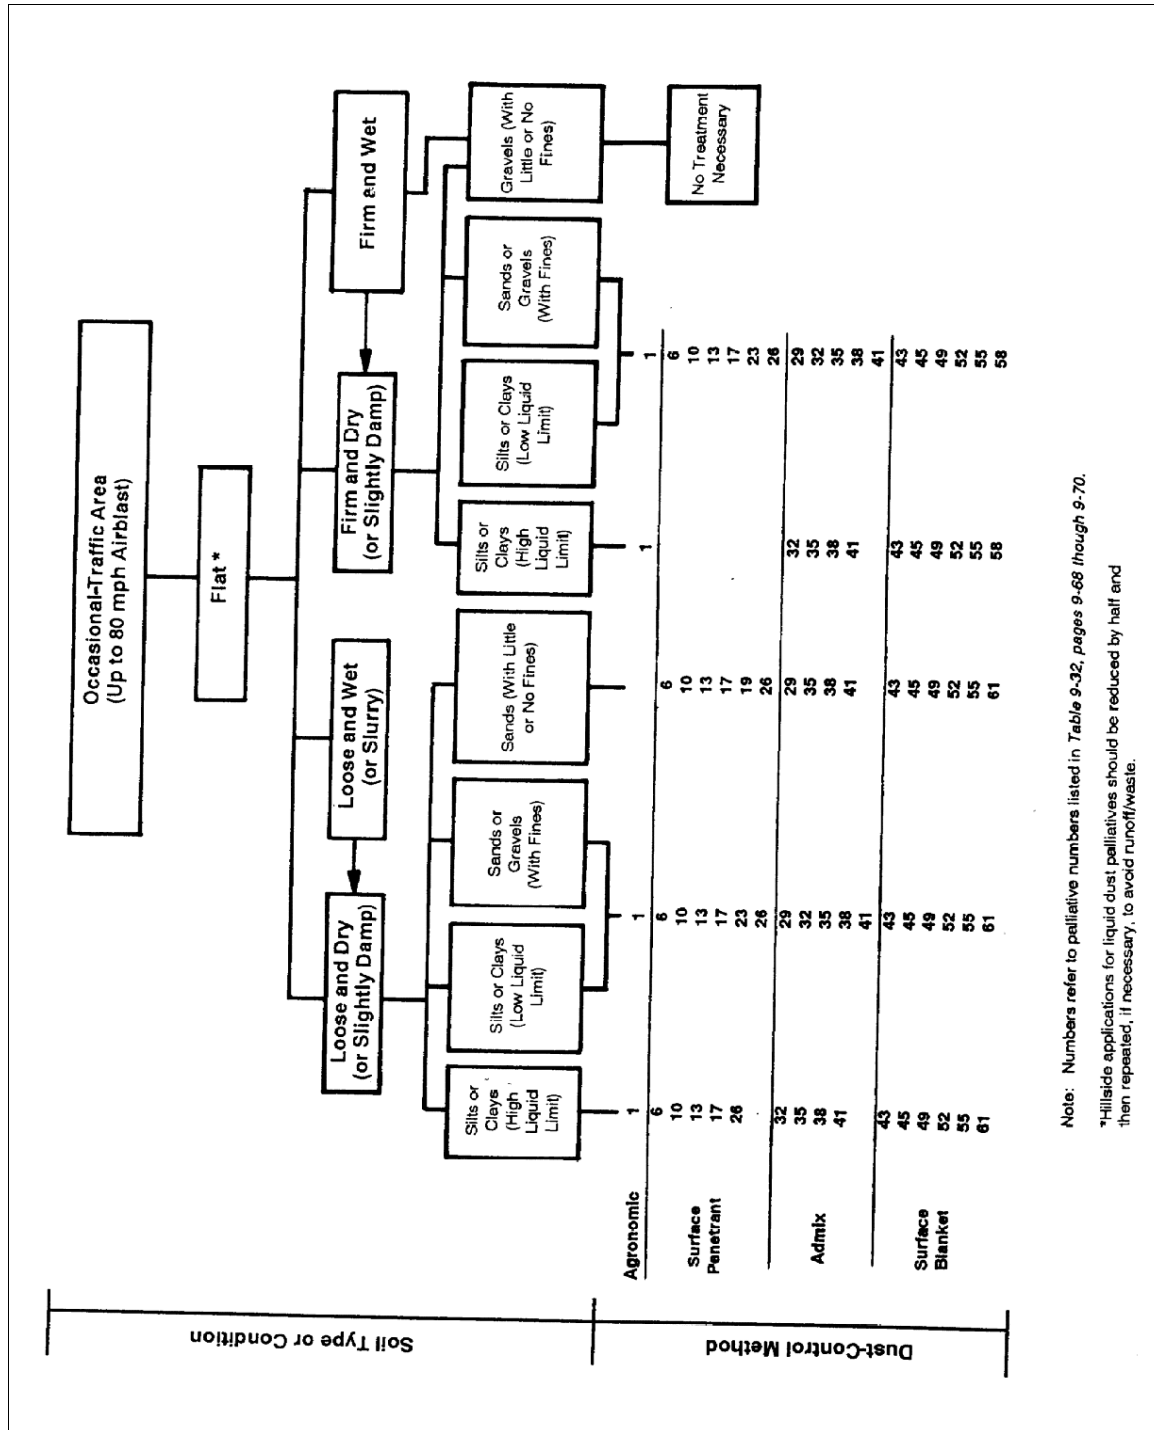 Occasional-Traffic Area
(Up to 80 mph Airblast)
Flat *
Loose and Dry
(or Slightly Damp)
Loose and Wet
(or Slurry)
Firm and Dry
(or Slightly Damp)
Firm and Wet
Soil Type or Condition
Silts or
Clays
(High
Liquid
Limit)
Silts or Clays
(Low Liquid
Limit)
Sands or
Gravels
(With Fines)
Sands (With Little
or No Fines)
Silts or
Clays
(High
Liquid
Limit)
Silts or Clays
(Low Liquid
Limit)
Sands or
Gravels
(With Fines)
Gravels (With
Little or No
Fines)
No Treatment
Necessary
Dust-Control Method
Agronomic 1 1 1 1
Surface
Penetrant
6 6 6 6
10 10 10 10
13 13 13 13
17 17 17 17
26 23 19 23
26 26 26
Admix
32 29 29 32 29
35 32 35 35 32
38 35 38 38 35
41 38 41 41 38
41 41
Surface
Blanket
43 43 43 43 43
45 45 45 45 45
49 49 49 49 49
52 52 52 52 52
55 55 55 55 55
61 61 61 58 58
Note: Numbers refer to palliative numbers listed in Table 9-32, pages 9-68 though 9-70.
*Hillside applications for liquid dust palliatives should be reduced by half and
then repeated, if necessary, to avoid runoff/waste.